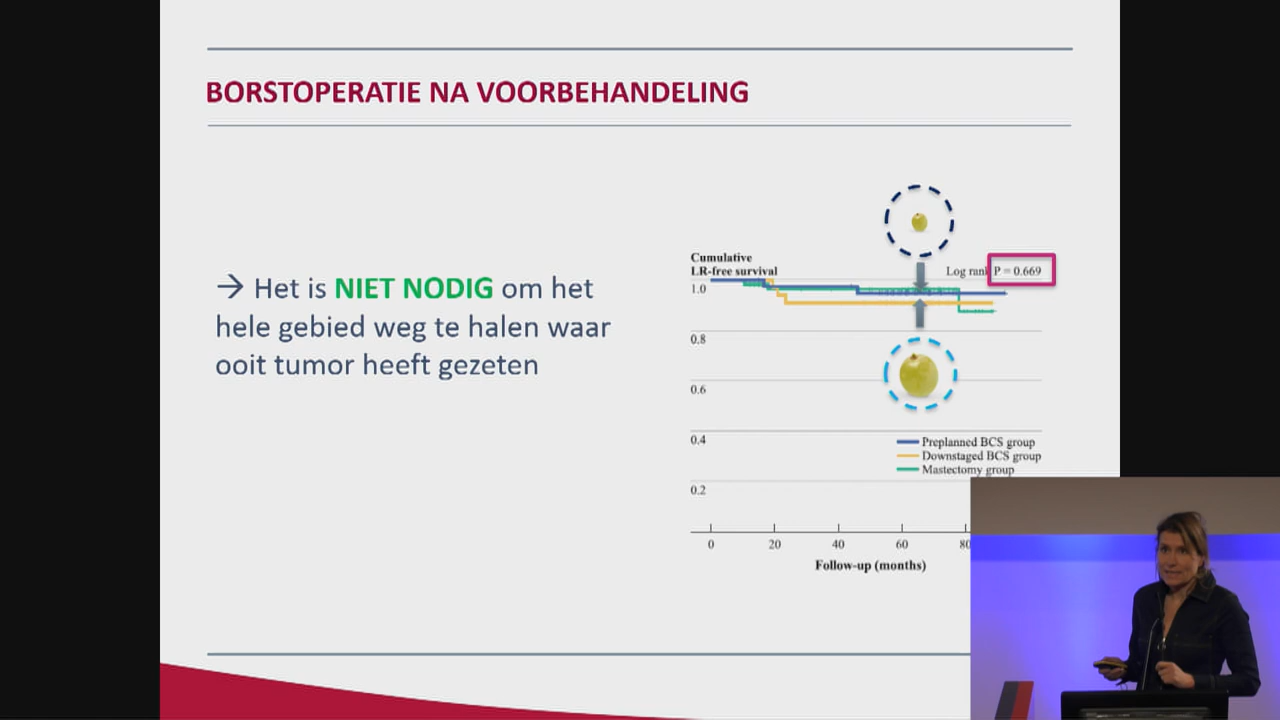 BORSTOPERATIE NA VOORBEHANDELING
→ Het is NIET NODIG om het
hele gebied weg te halen waar
ooit tumor heeft gezeten
Cumulative
LR-free survival
Log rank P = 0.669
1.0
0.8
0.6
0.4
0.2
Preplanned BCS group
Downstaged BCS group
Mastectomy group
0 20 40 60 80
Follow-up (months)